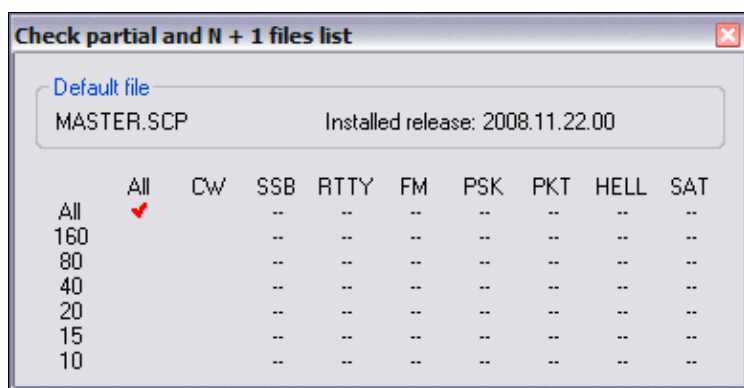 Check partial and N + 1 files list
Default file
MASTER.SCP Installed release: 2008.11.22.00
All CW SSB RTTY FM PSK PKT HELL SAT
All -- -- -- -- -- -- --
160 -- -- -- -- -- -- --
80 -- -- -- -- -- -- --
40 -- -- -- -- -- -- --
20 -- -- -- -- -- -- --
15 -- -- -- -- -- -- --
10 -- -- -- -- -- -- --